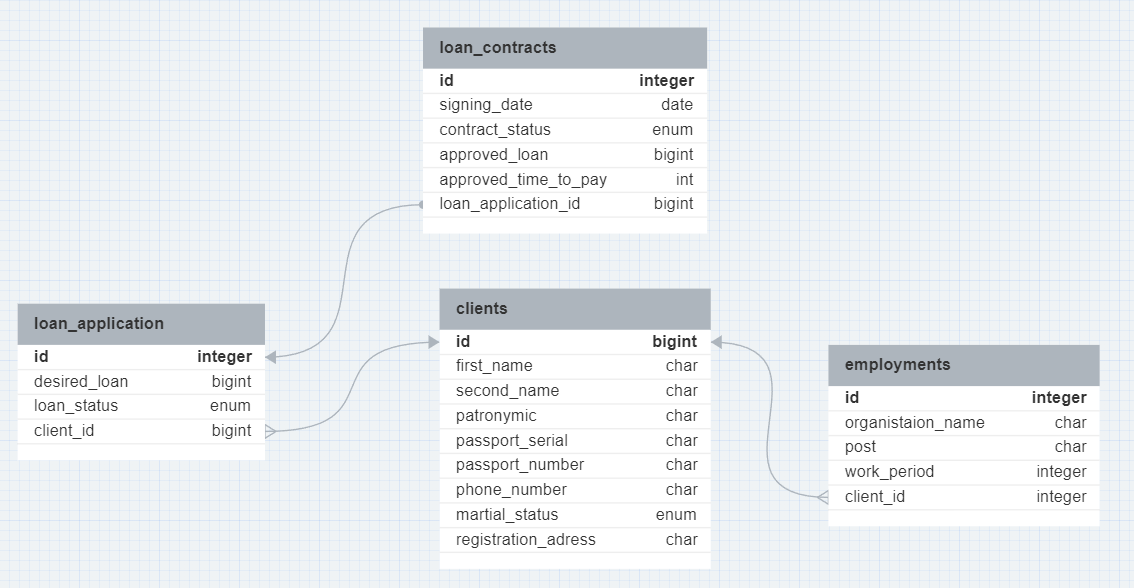 loan_contracts
id integer
signing_date date
contract_status enum
approved_loan bigint
approved_time_to_pay int
loan_application_id bigint
loan_application
id integer
desired_loan bigint
loan_status enum
client_id bigint
clients
id bigint
first_name char
second_name char
patronymic char
passport_serial char
passport_number char
phone_number char
martial_status enum
registration_adress char
employments
id integer
organistaion_name char
post char
work_period integer
client_id integer